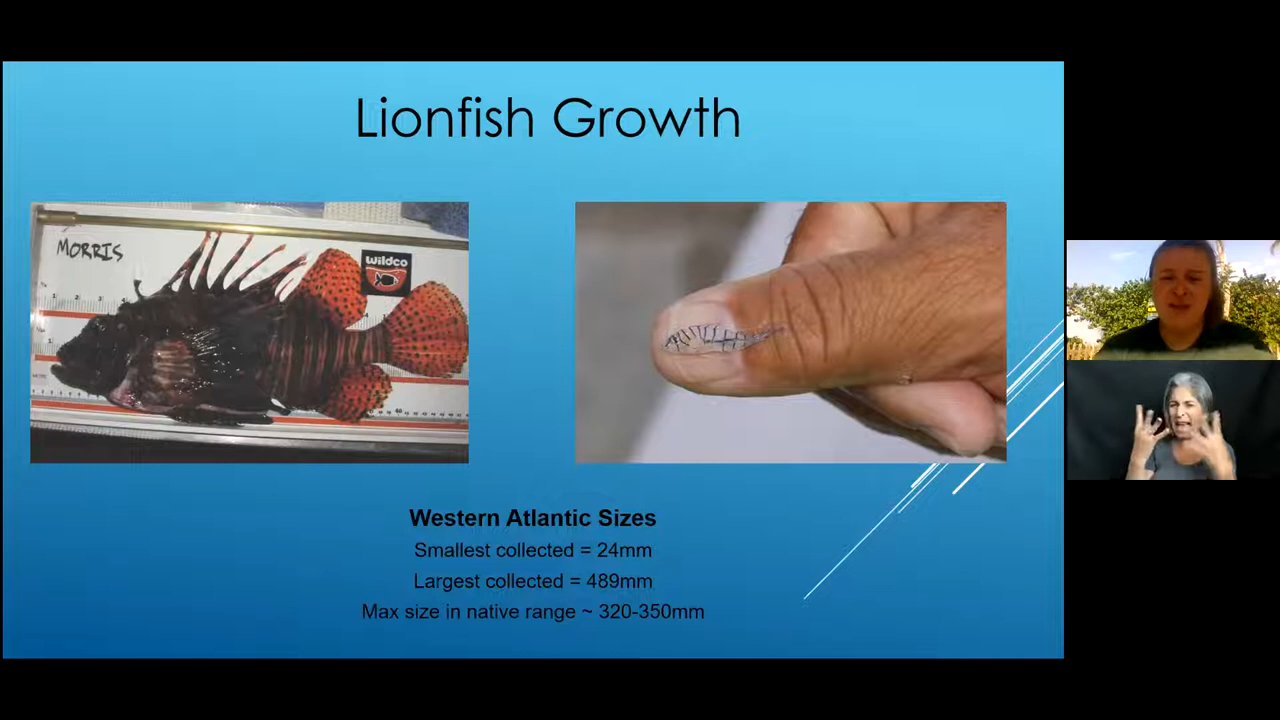 Lionfish Growth
MORRIS
wildco
Western Atlantic Sizes
Smallest collected = 24mm
Largest collected = 489mm
Max size in native range ~ 320-350mm